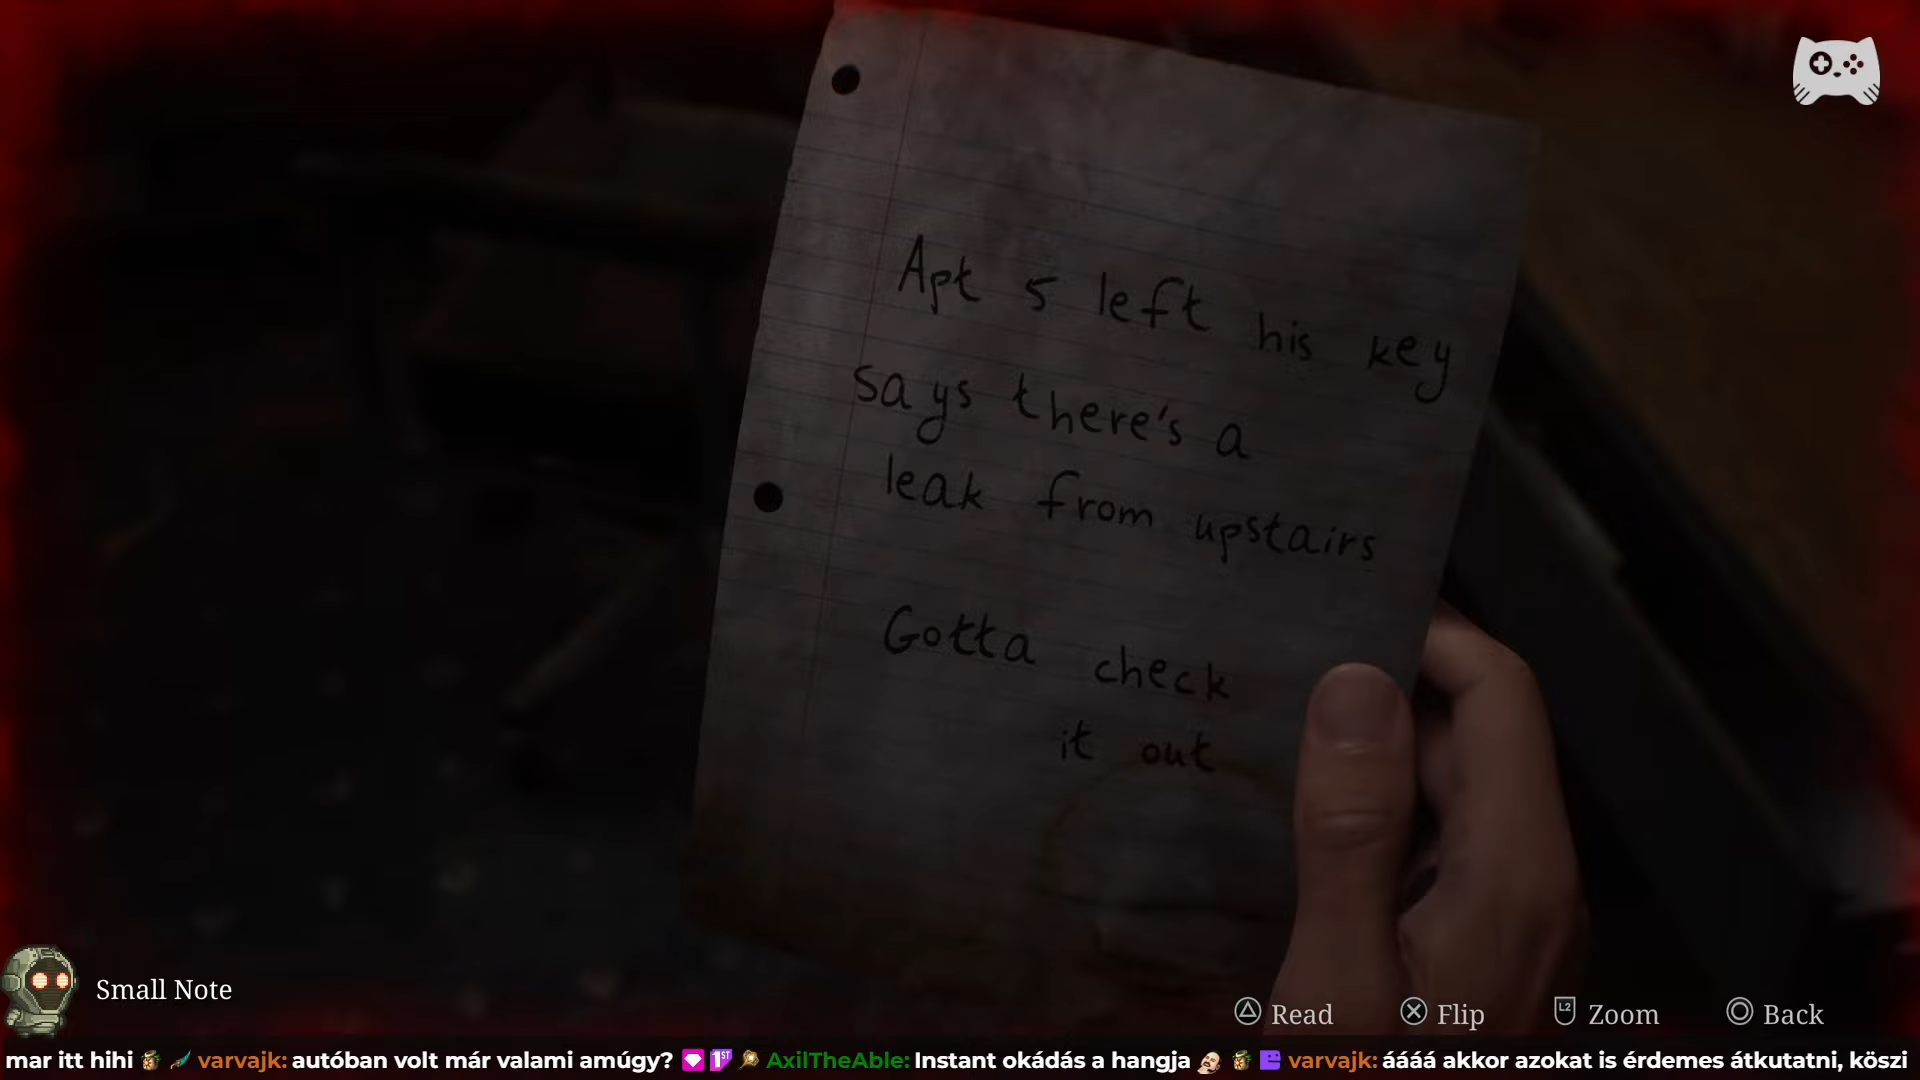 Apt 5 left his key
says there's a
leak from upstairs
Gotta check
it out
Small Note
Read
Flip
L2 Zoom
Back
mar itt hihi varvajk: autóban volt már valami amúgy? 1ST AxilTheAble: Instant okádás a hangja varvajk: áááá akkor azokat is érdemes átkutatni, köszi